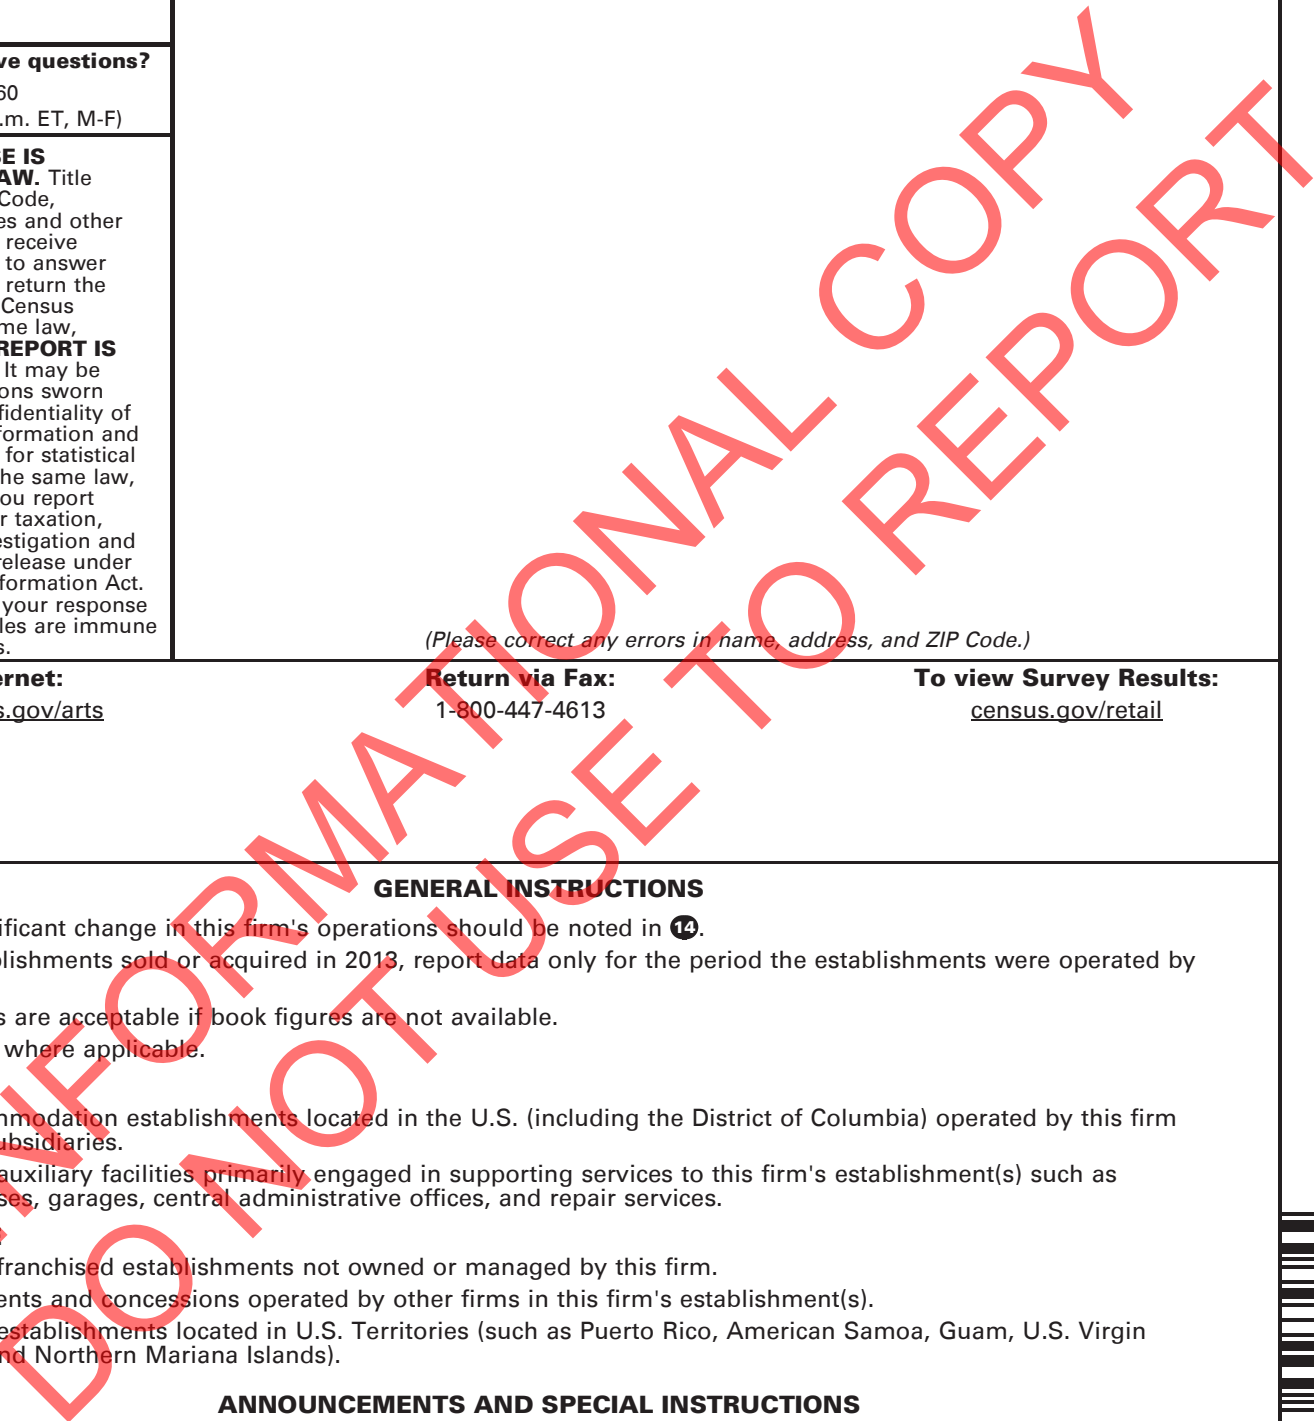 ve questions?
60
.m. ET, M-F)
SE IS
AW. Title
Code,
es and other
receive
to answer
return the
Census
me law,
REPORT IS
It may be
ons sworn
fidentiality of
formation and
for statistical
he same law,
ou report
r taxation,
estigation and
release under
formation Act.
your response
les are immune
s.
(Please correct any errors in name, address, and ZIP Code.)
ernet:
s.gov/arts
Return via Fax:
1-800-447-4613
To view Survey Results:
census.gov/retail
GENERAL INSTRUCTIONS
ificant change in this firm's operations should be noted in 14.
blishments sold or acquired in 2013, report data only for the period the establishments were operated by
s are acceptable if book figures are not available.
where applicable.
mmodation establishments located in the U.S. (including the District of Columbia) operated by this firm
ubsidiaries.
auxiliary facilities primarily engaged in supporting services to this firm's establishment(s) such as
ses, garages, central administrative offices, and repair services.
franchised establishments not owned or managed by this firm.
ents and concessions operated by other firms in this firm's establishment(s).
establishments located in U.S. Territories (such as Puerto Rico, American Samoa, Guam, U.S. Virgin
nd Northern Mariana Islands).
ANNOUNCEMENTS AND SPECIAL INSTRUCTIONS
INFORMATIONAL COPY
DO NOT USE TO REPORT